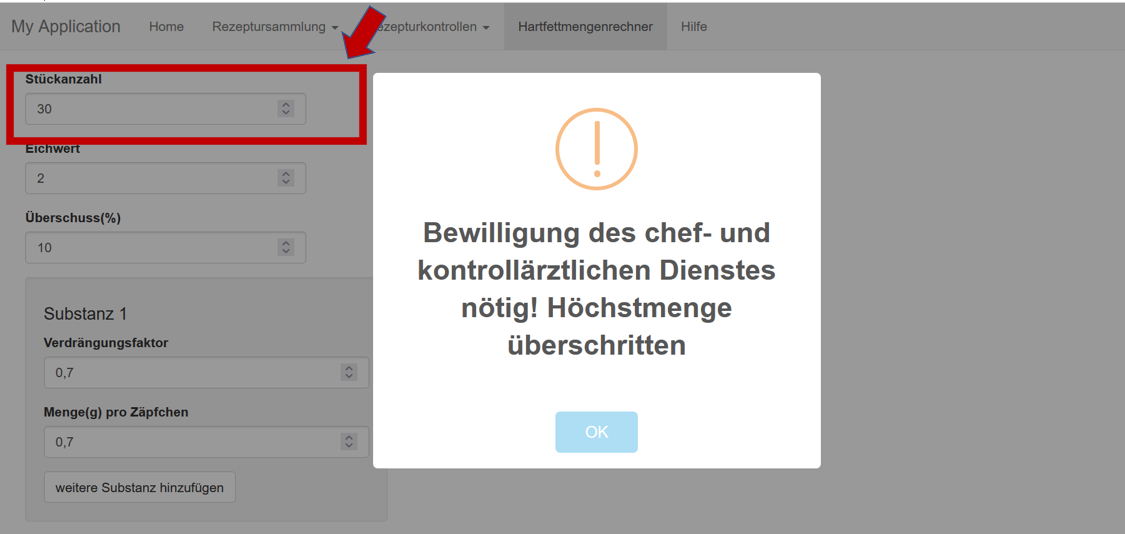 My Application Home Rezeptursammlung ezepturkontrollen Hartfettmengenrechner Hilfe
Stückanzahl
30
Eichwert
2
Überschuss(%)
10
Substanz 1
Verdrängungsfaktor
0,7
Menge(g) pro Zäpfchen
0,7
weitere Substanz hinzufügen
Bewilligung des chef- und
kontrollärztlichen Dienstes
nötig! Höchstmenge
überschritten
OK